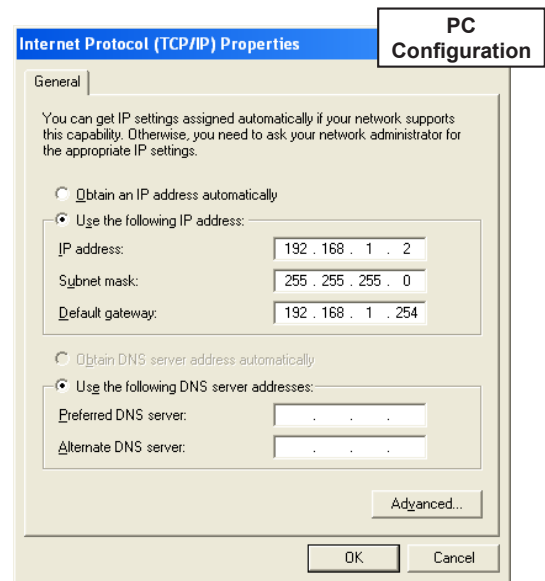 PC
Configuration
Internet Protocol (TCP/IP) Properties
General
You can get IP settings assigned automatically if your network supports
this capability. Otherwise, you need to ask your network administrator for
the appropriate IP settings.
Obtain an IP address automatically
Use the following IP address:
IP address: 192 . 168 . 1 . 2
Subnet mask: 255 . 255 . 255 . 0
Default gateway: 192 . 168 . 1 . 254
Obtain DNS server address automatically
Use the following DNS server addresses:
Preferred DNS server: . . .
Alternate DNS server: . . .
Advanced...
OK Cancel